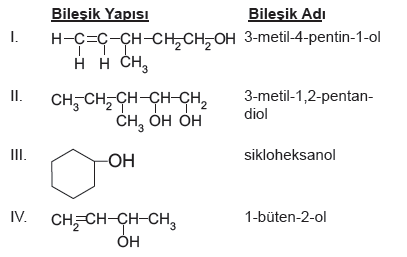 Bileşik Yapısı Bileşik Adı
I. H–C=C–CH–CH₂CH₂OH 3-metil-4-pentin-1-ol
H H CH₃
II. CH₃–CH₂–CH–CH–CH₂ 3-metil-1,2-pentan-
CH₃ OH OH diol
III. OH sikloheksanol
IV. CH₂=CH–CH–CH₃ 1-büten-2-ol
OH